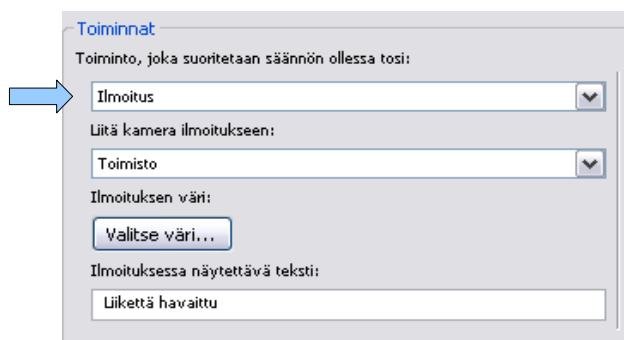 Toiminnat
Toiminto, joka suoritetaan säännön ollessa tosi:
Ilmoitus
Liitä kamera ilmoitukseen:
Toimisto
Ilmoituksen väri:
Valitse väri...
Ilmoituksessa näytettävä teksti:
Liikettä havaittu